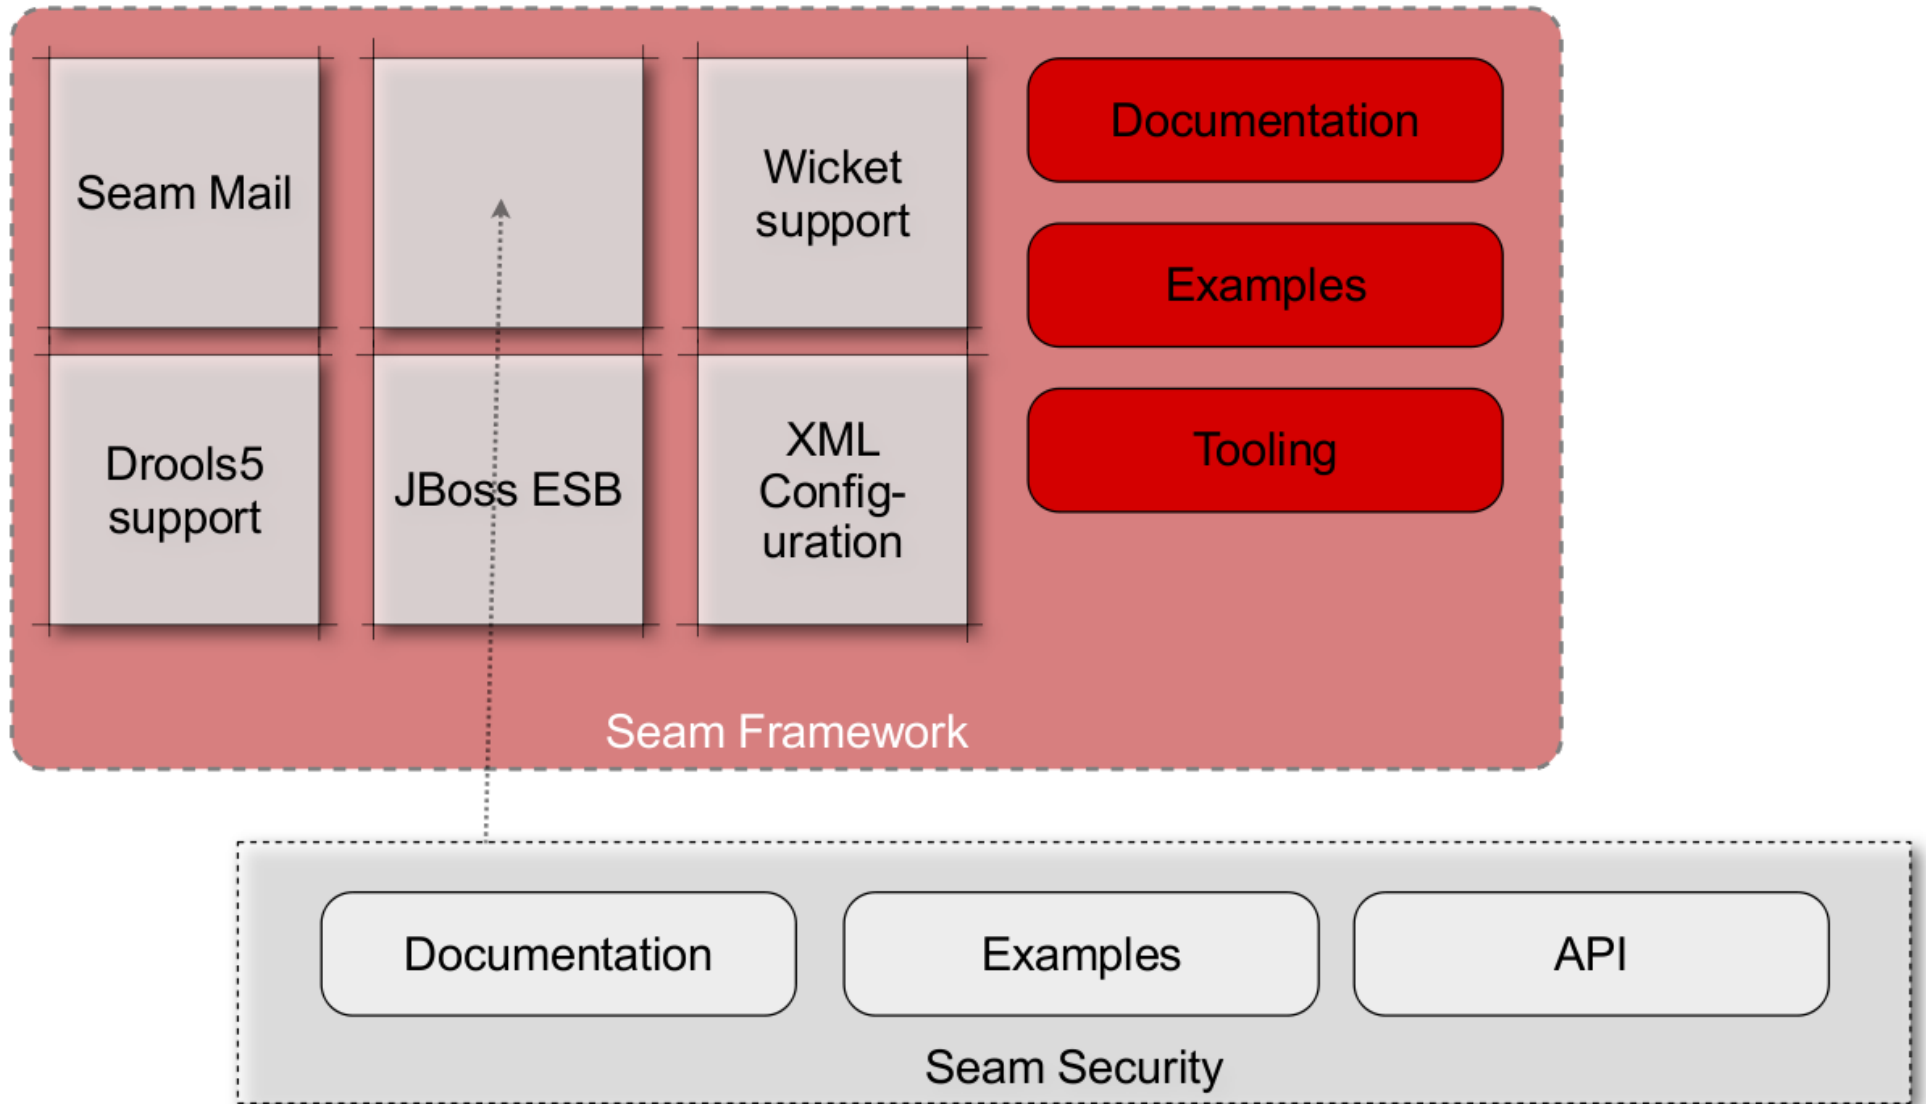 Seam Mail
Wicket
support
Documentation
Examples
Drools5
support
JBoss ESB
XML
Config-
uration
Tooling
Seam Framework
Documentation
Examples
API
Seam Security